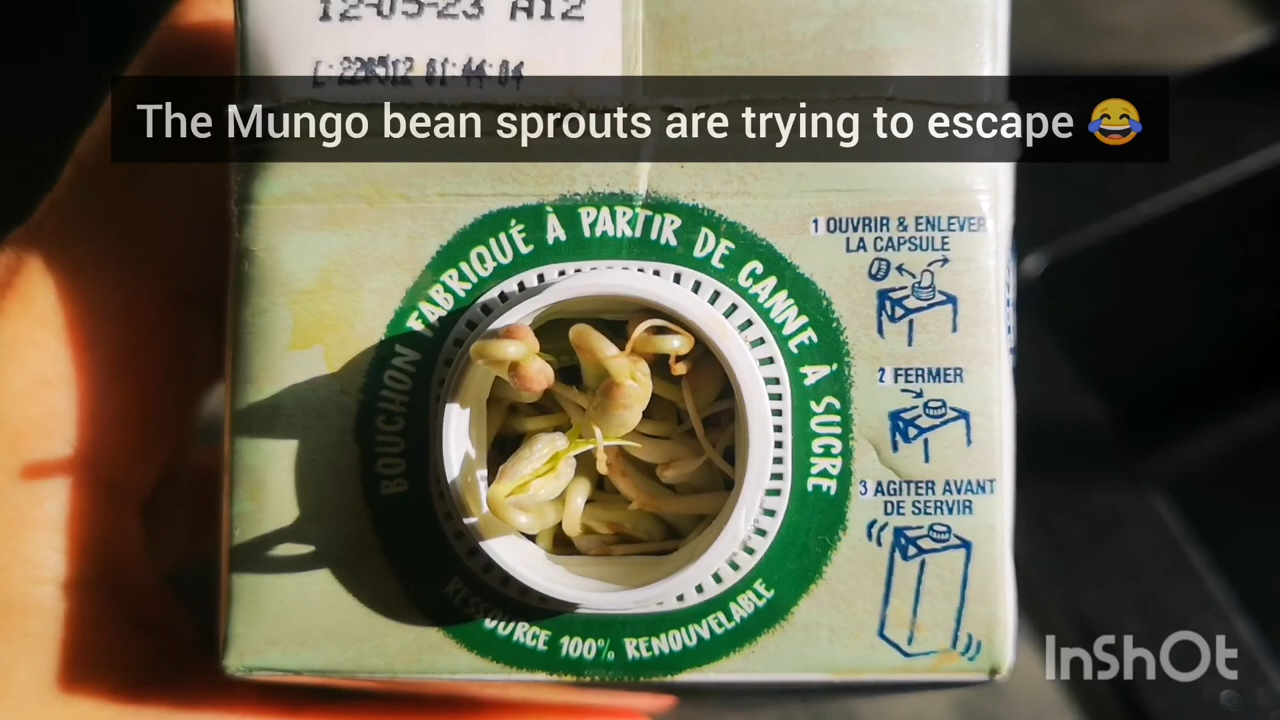 12-05-23 A12
The Mungo bean sprouts are trying to escape 😂
BOUCHON FABRIQUÉ À PARTIR DE CANNE À SUCRE
RESSOURCE 100% RENOUVELABLE
1 OUVRIR & ENLEVER
LA CAPSULE
2 FERMER
3 AGITER AVANT
DE SERVIR
InShOt